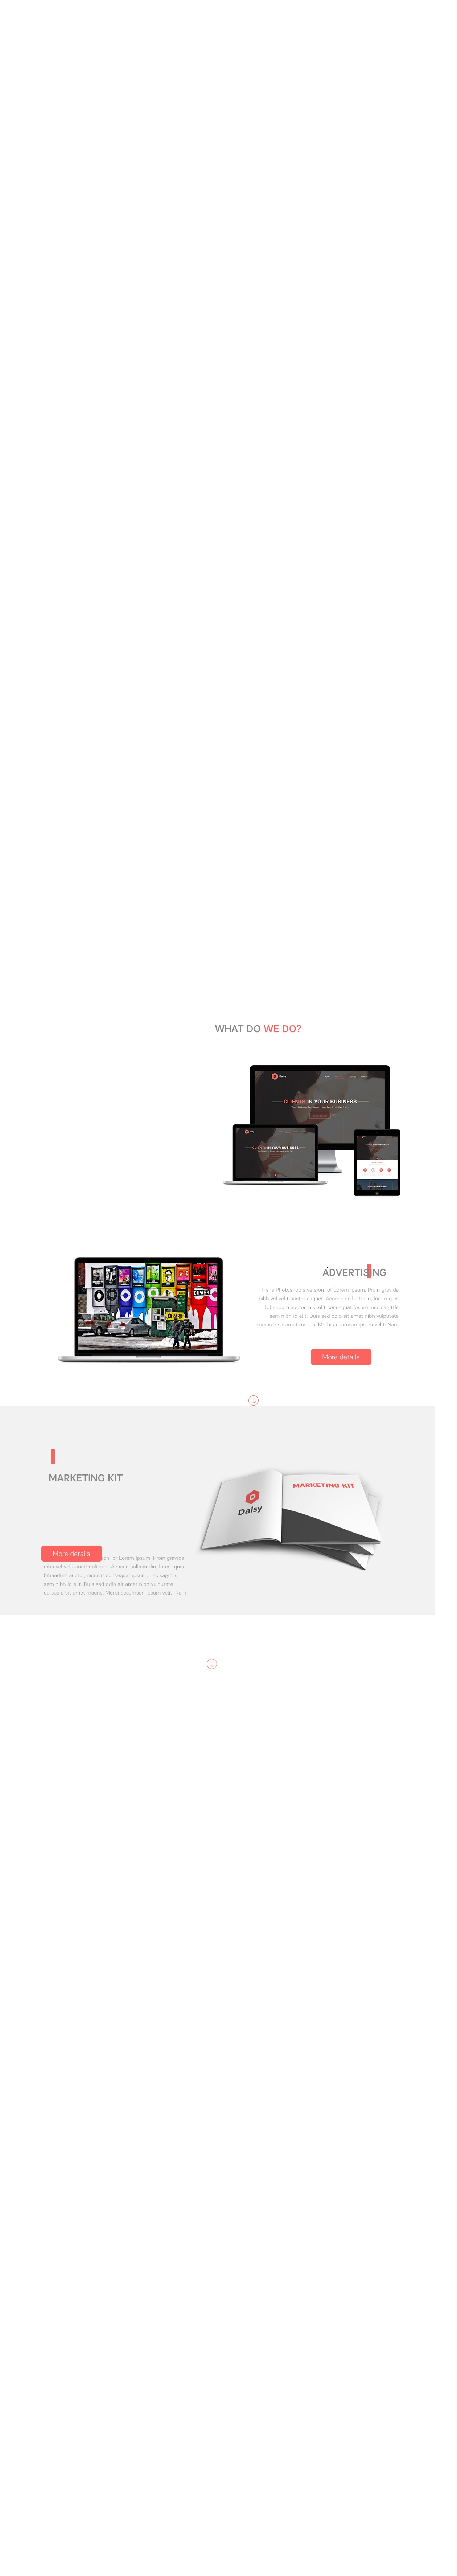 WHAT DO WE DO?
CLIENTS IN YOUR BUSINESS
CLIENTS IN YOUR BUSINESS
ADVERTISING
This is Photoshop's version of Lorem Ipsum. Proin gravida
nibh vel velit auctor aliquet. Aenean sollicitudin, lorem quis
bibendum auctor, nisi elit consequat ipsum, nec sagittis
sem nibh id elit. Duis sed odio sit amet nibh vulputate
cursus a sit amet mauris. Morbi accumsan ipsum velit. Nam
More details
MARKETING KIT
MARKETING KIT
D
Daisy
More details
of Lorem Ipsum. Proin gravida
nibh vel velit auctor aliquet. Aenean sollicitudin, lorem quis
bibendum auctor, nisi elit consequat ipsum, nec sagittis
sem nibh id elit. Duis sed odio sit amet nibh vulputate
cursus a sit amet mauris. Morbi accumsan ipsum velit. Nam